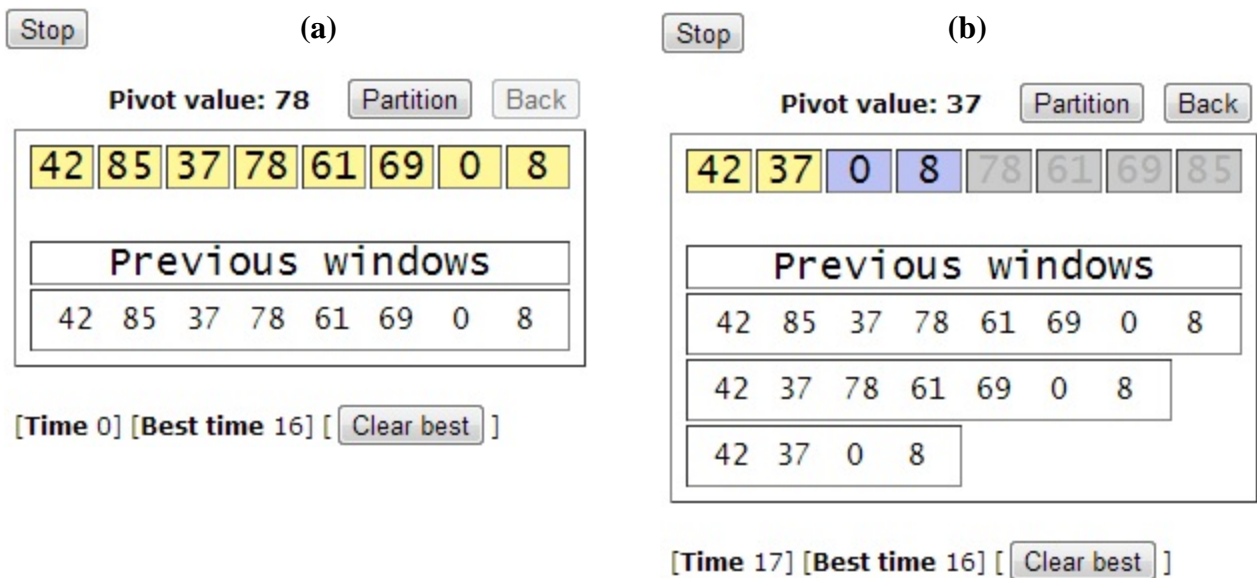 (a)
Stop
Pivot value: 78 Partition Back
42 85 37 78 61 69 0 8
Previous windows
42 85 37 78 61 69 0 8
[Time 0] [Best time 16] [ Clear best ]
(b)
Stop
Pivot value: 37 Partition Back
42 37 0 8 78 61 69 85
Previous windows
42 85 37 78 61 69 0 8
42 37 78 61 69 0 8
42 37 0 8
[Time 17] [Best time 16] [ Clear best ]